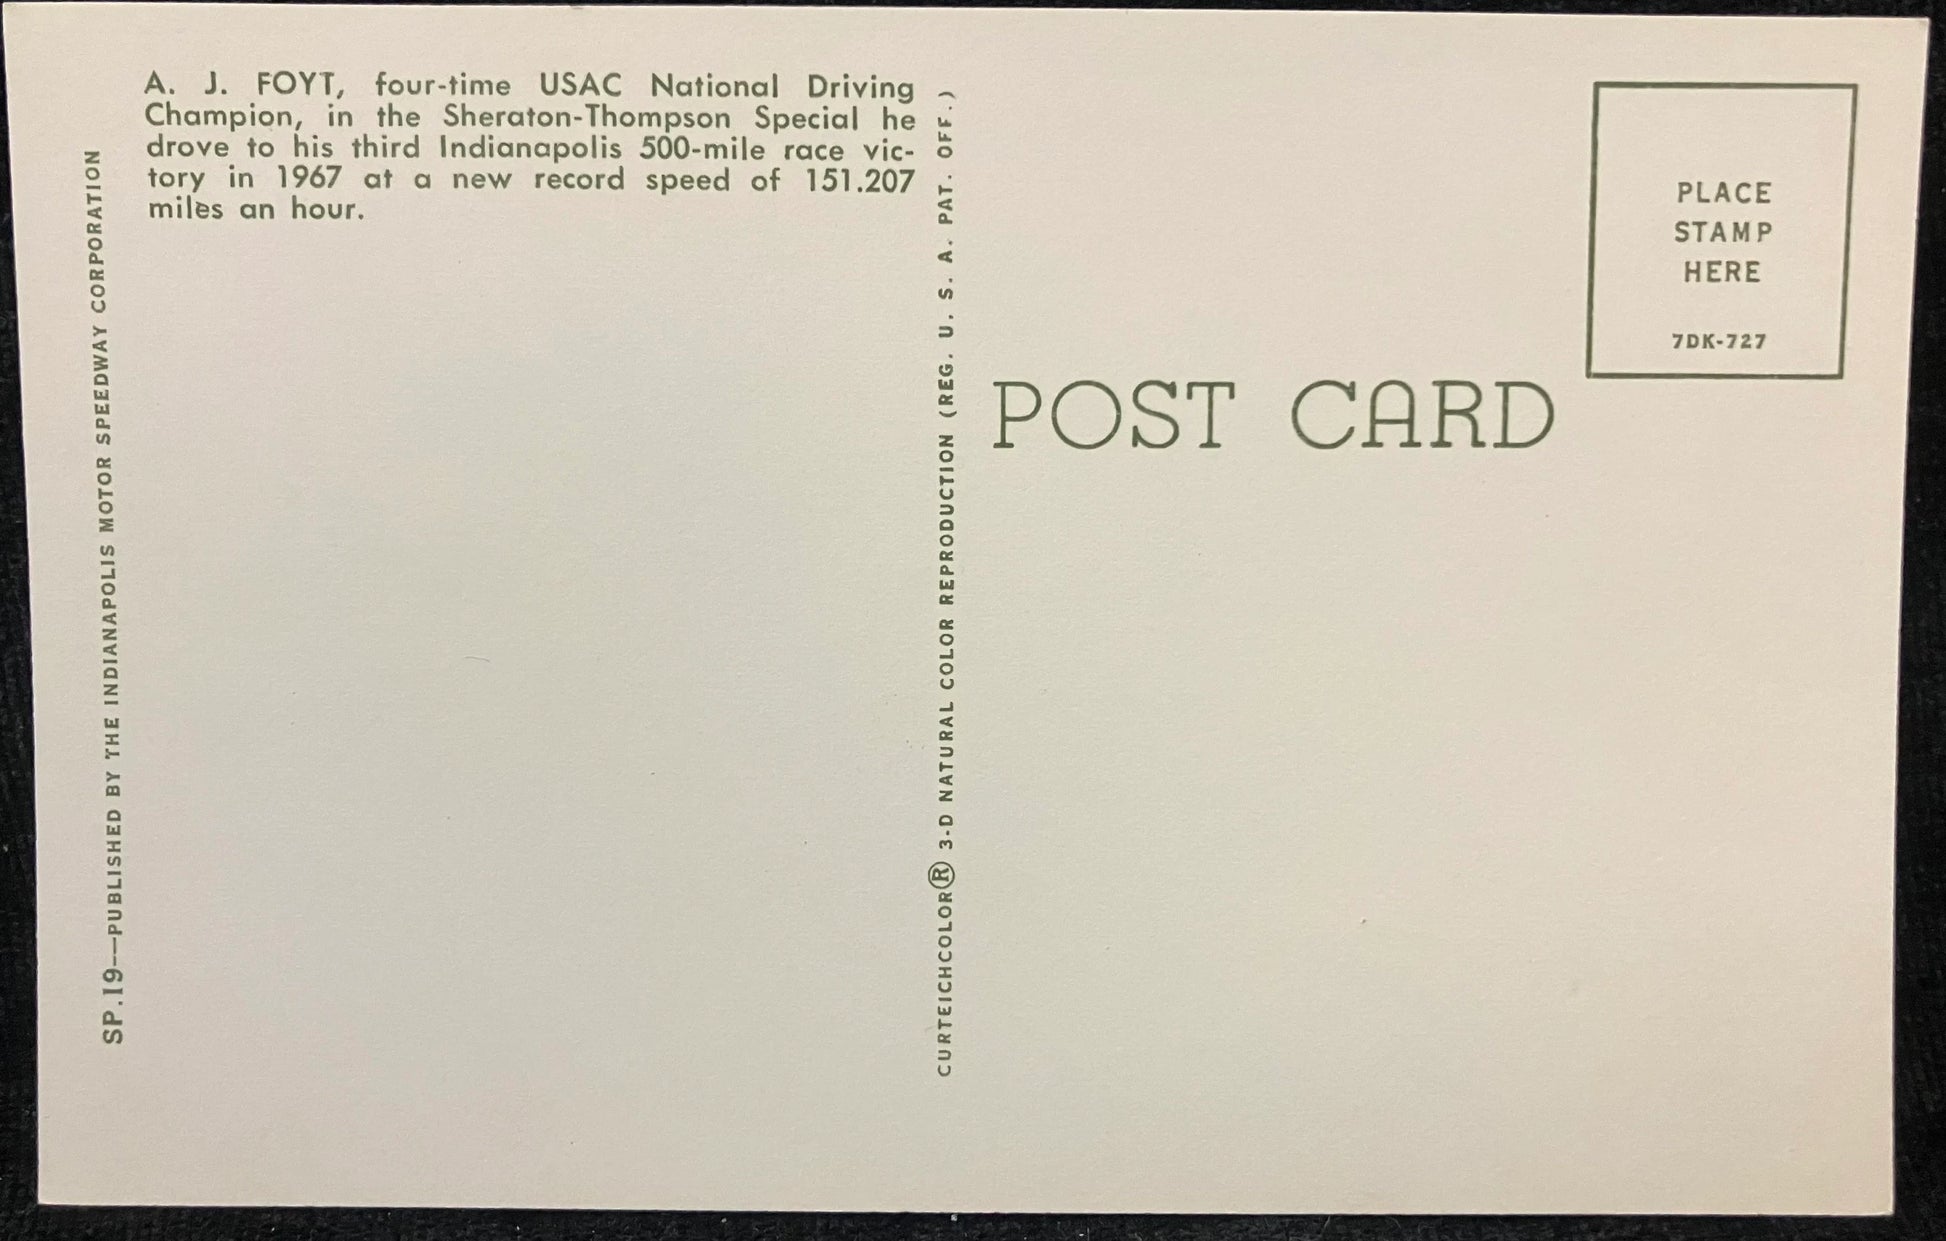 A. J. FOYT, four-time USAC National Driving
Champion, in the Sheraton-Thompson Special he
drove to his third Indianapolis 500-mile race vic-
tory in 1967 at a new record speed of 151.207
miles an hour.
SP.19—PUBLISHED BY THE INDIANAPOLIS MOTOR SPEEDWAY CORPORATION
CURTEICHCOLOR® 3-D NATURAL COLOR REPRODUCTION (REG. U. S. A. PAT. OFF.)
POST CARD
PLACE
STAMP
HERE
7DK-727